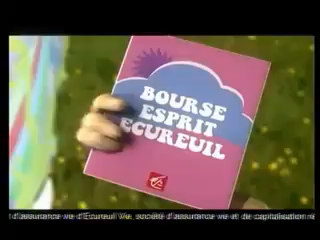 BOURSE
ESPRIT
ECUREUIL
d'assurance vie d'Ecureuil Vie, société d'assurance vie et de capitalisation